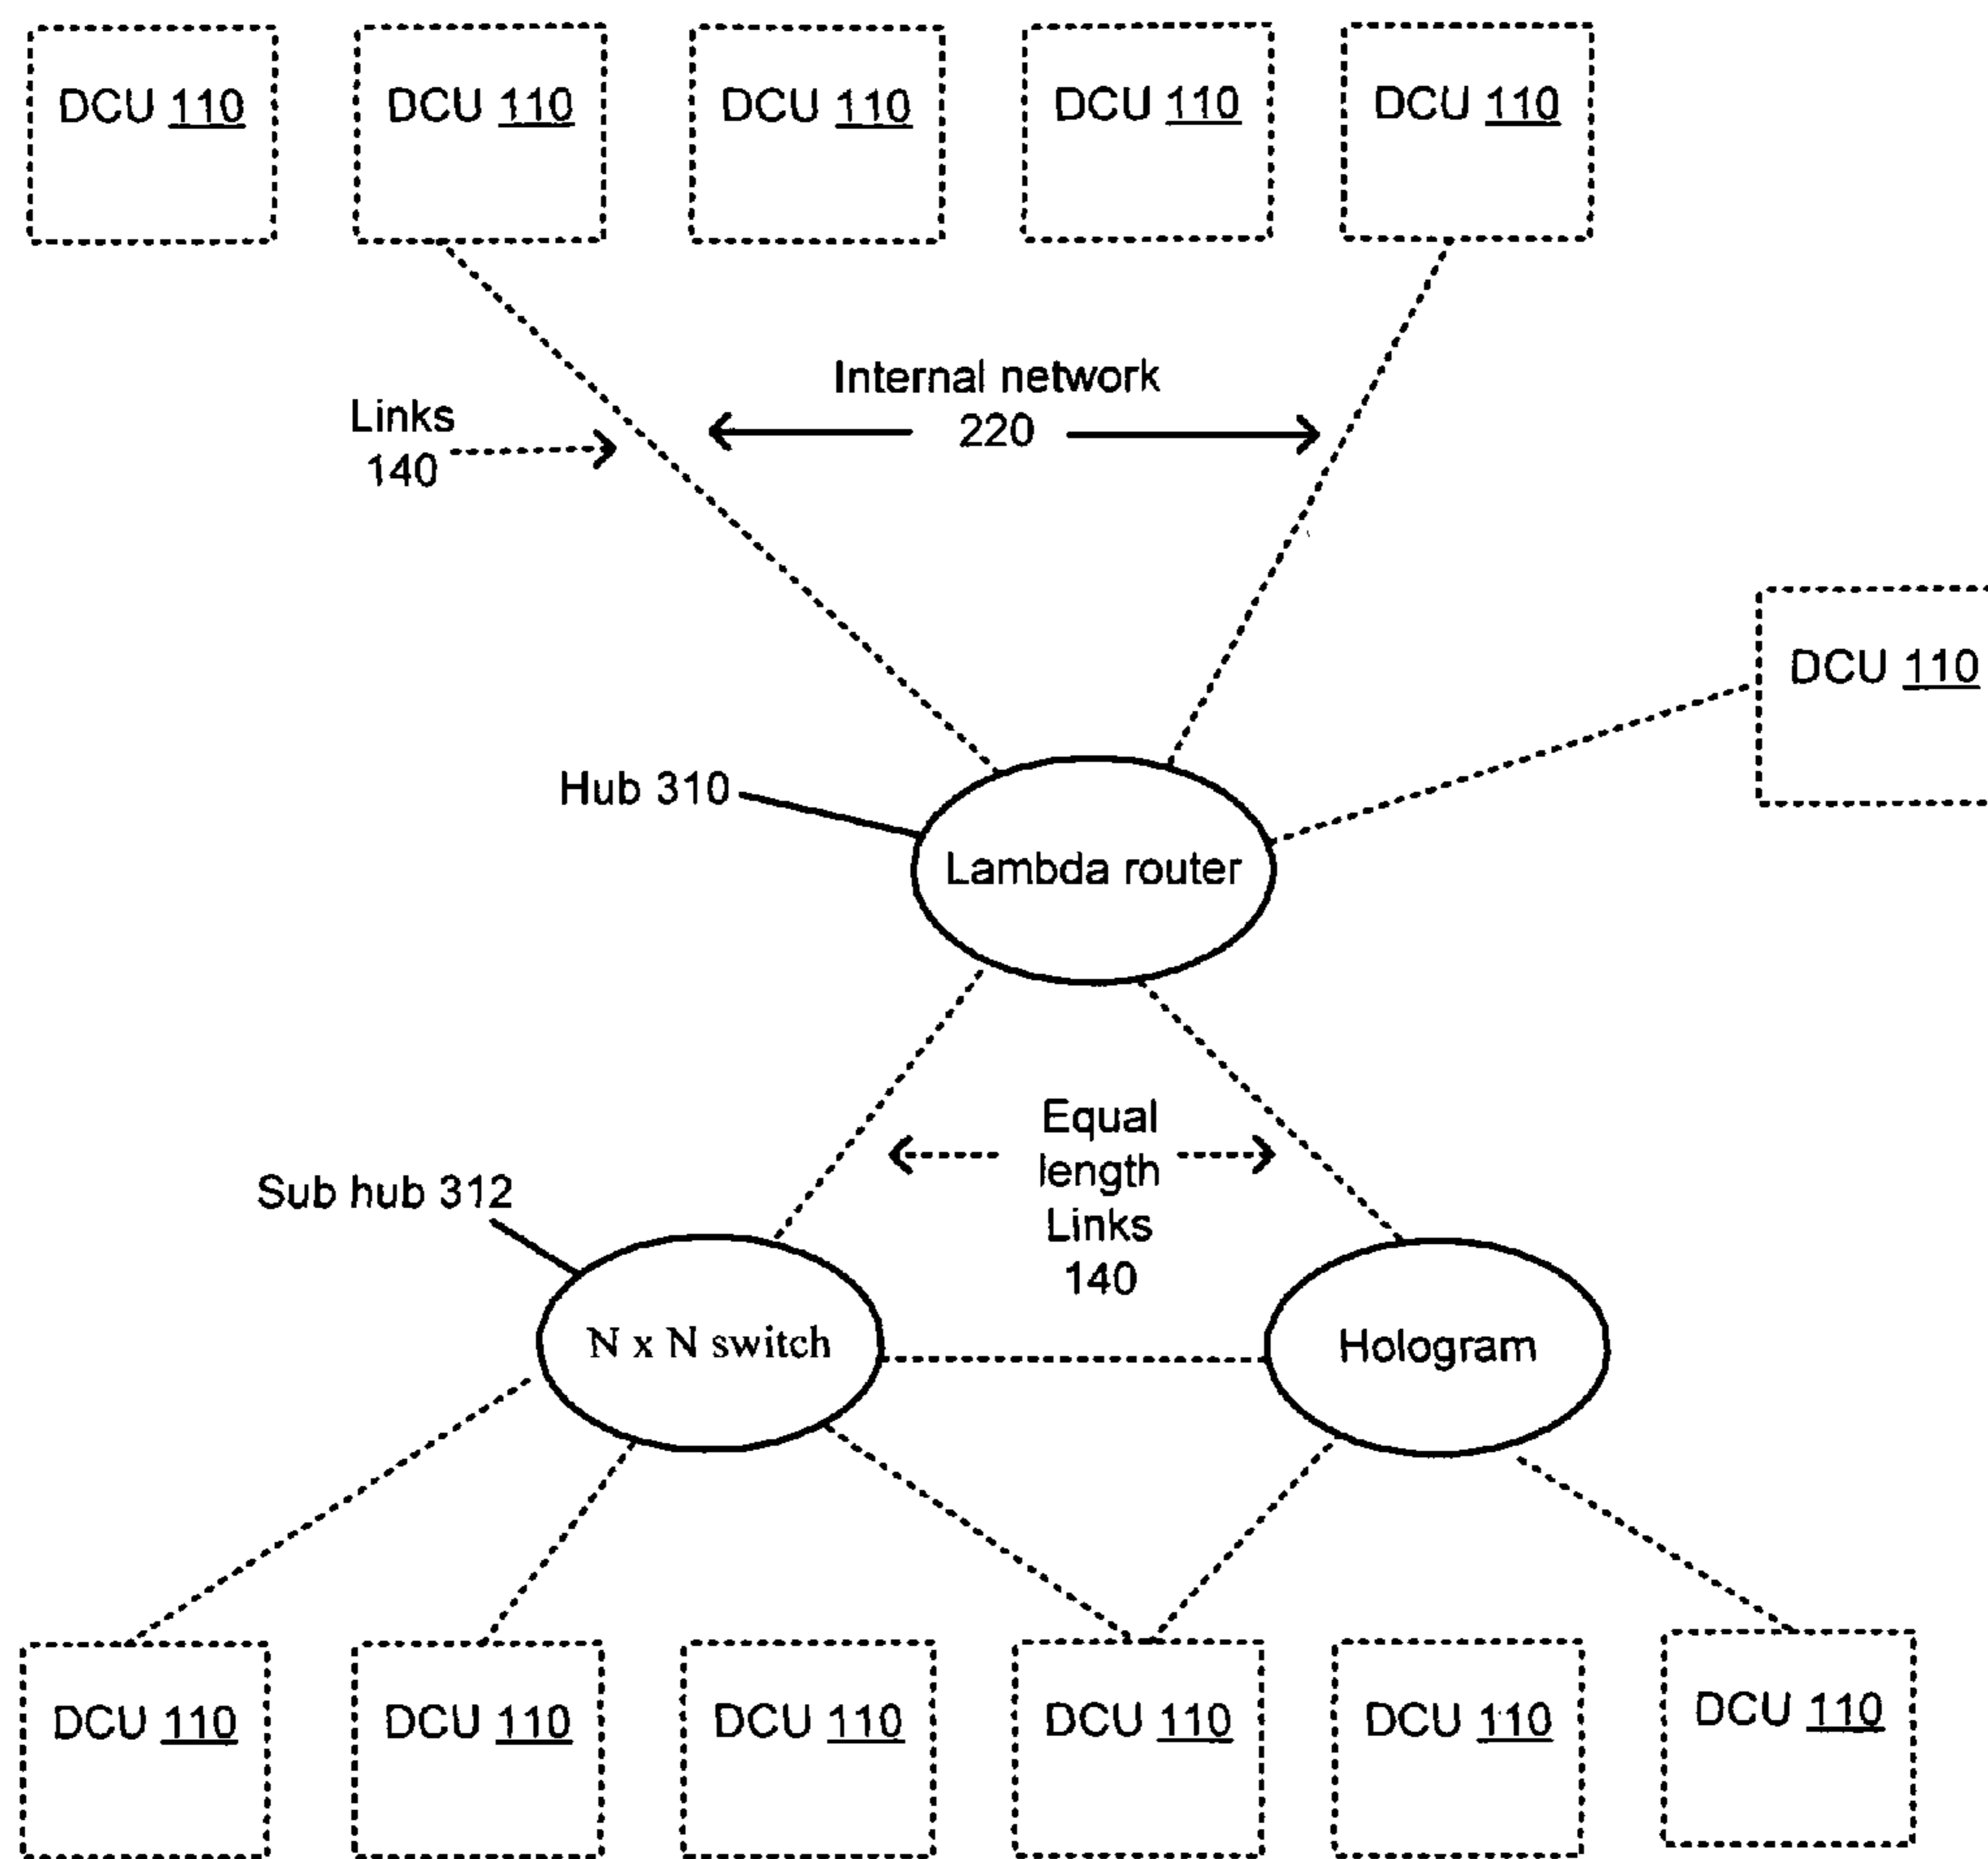 DCU 110 DCU 110 DCU 110 DCU 110 DCU 110
Internal network
220
Links
140
DCU 110
Hub 310
Lambda router
Equal
length
Links
140
Sub hub 312
N x N switch
Hologram
DCU 110 DCU 110 DCU 110 DCU 110 DCU 110 DCU 110